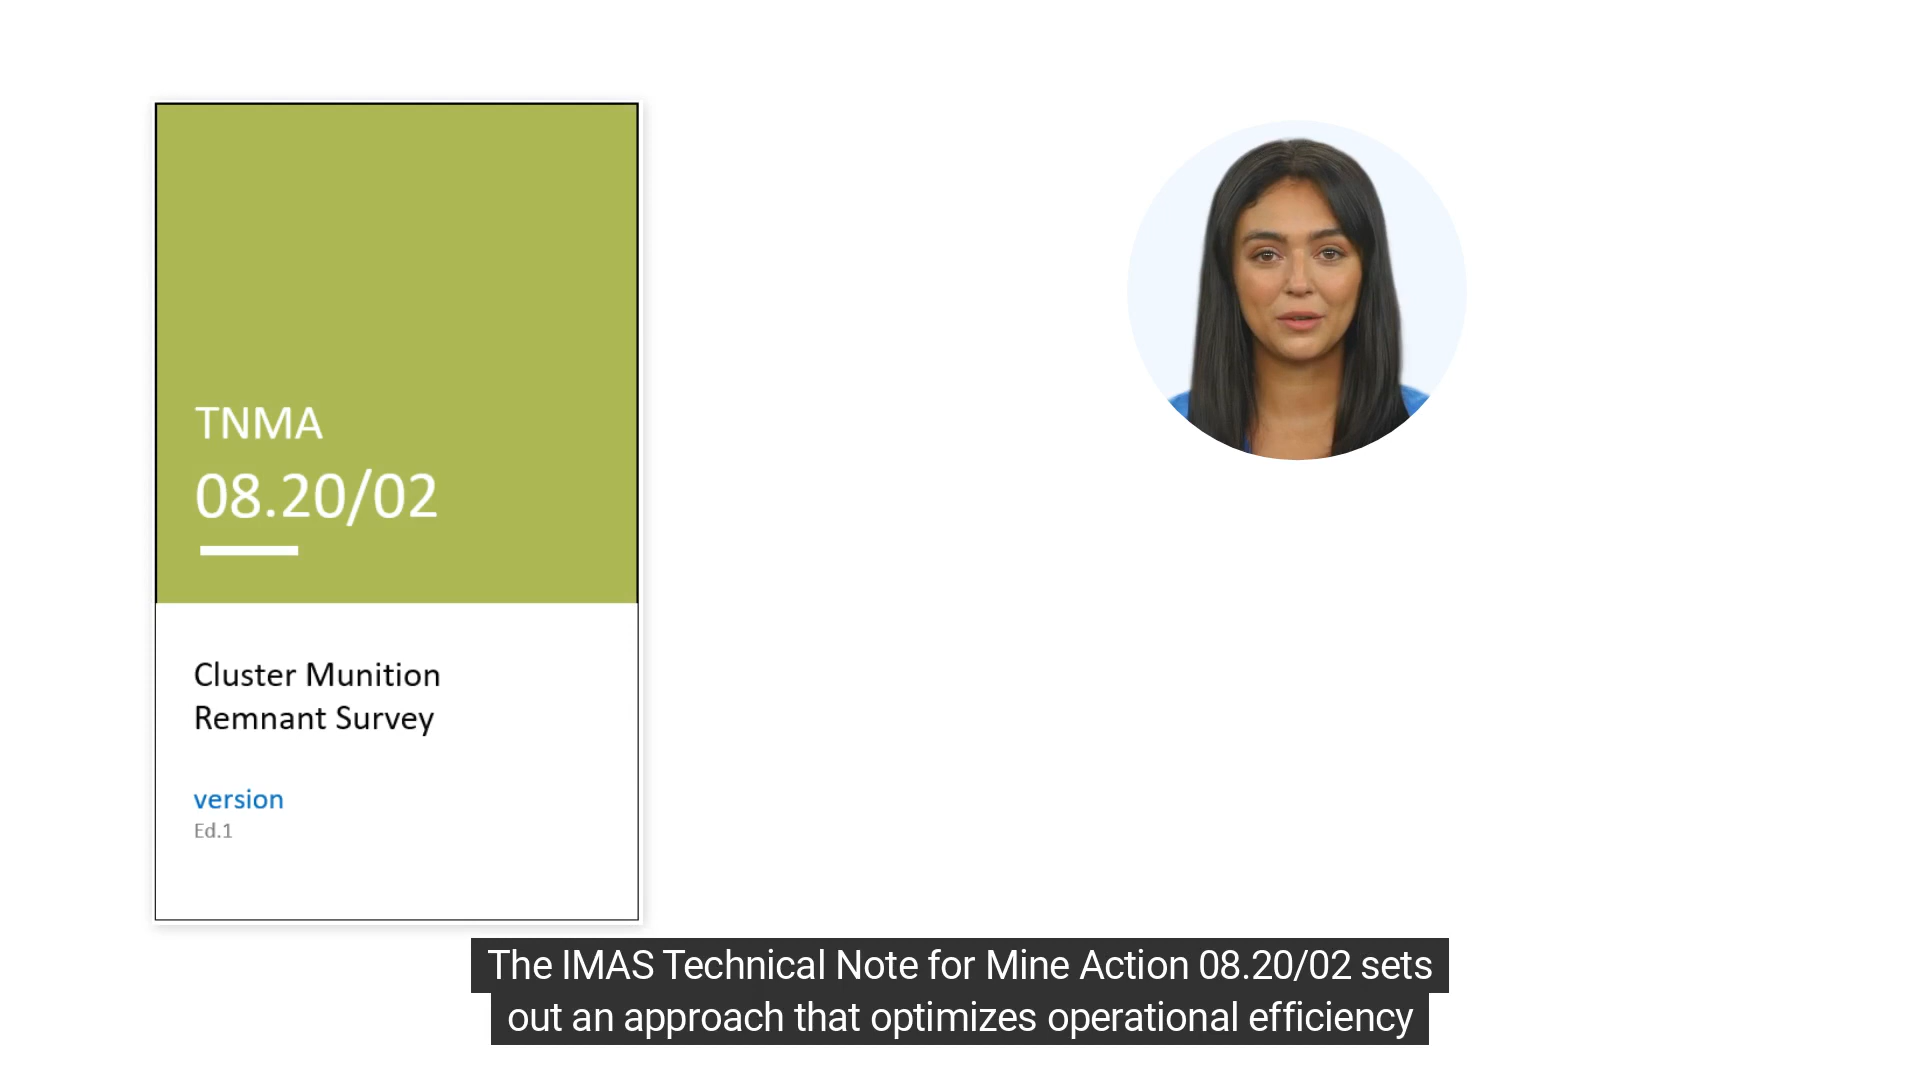 TNMA
08.20/02
Cluster Munition
Remnant Survey
version
Ed.1
The IMAS Technical Note for Mine Action 08.20/02 sets
out an approach that optimizes operational efficiency